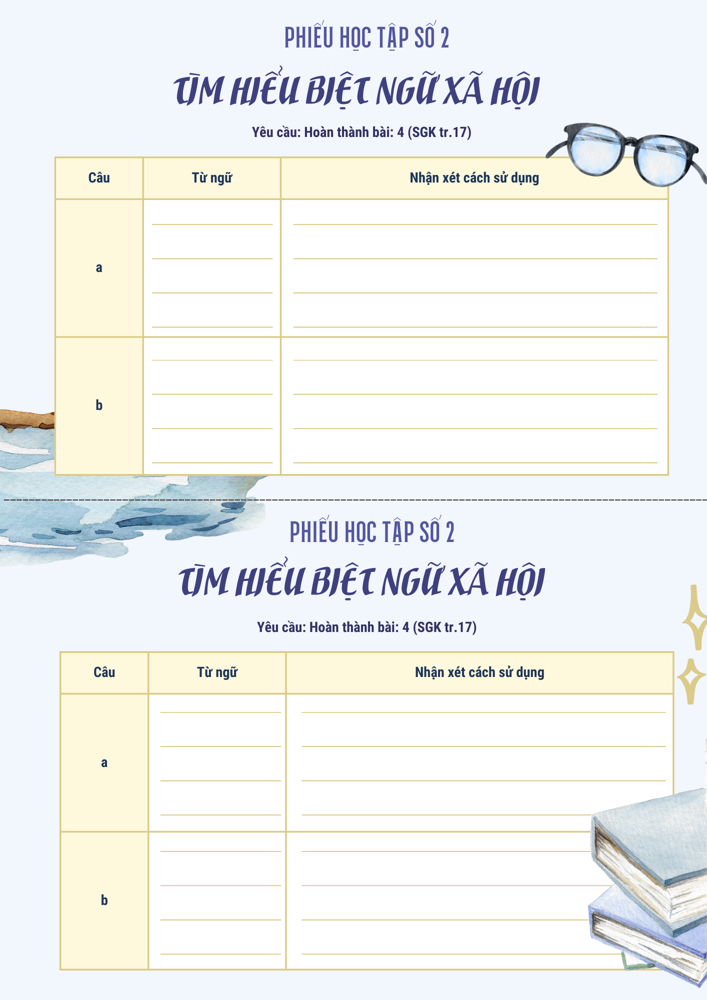 PHIẾU HỌC TẬP SỐ 2
TÌM HIỂU BIỆT NGỮ XÃ HỘI
Yêu cầu: Hoàn thành bài: 4 (SGK tr.17)
Câu
Từ ngữ
Nhận xét cách sử dụng
a
b
PHIẾU HỌC TẬP SỐ 2
TÌM HIỂU BIỆT NGỮ XÃ HỘI
Yêu cầu: Hoàn thành bài: 4 (SGK tr.17)
Câu
Từ ngữ
Nhận xét cách sử dụng
a
b